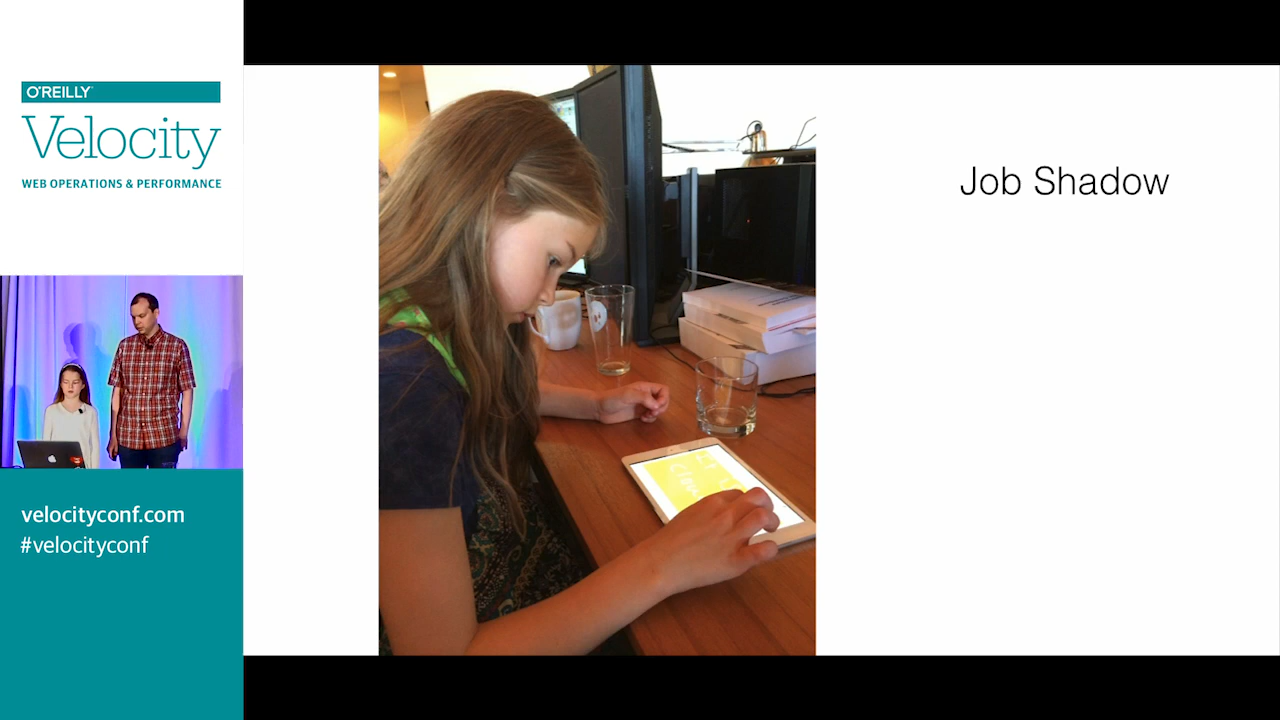 O'REILLY
Velocity
WEB OPERATIONS & PERFORMANCE
velocityconf.com
#velocityconf
Job Shadow